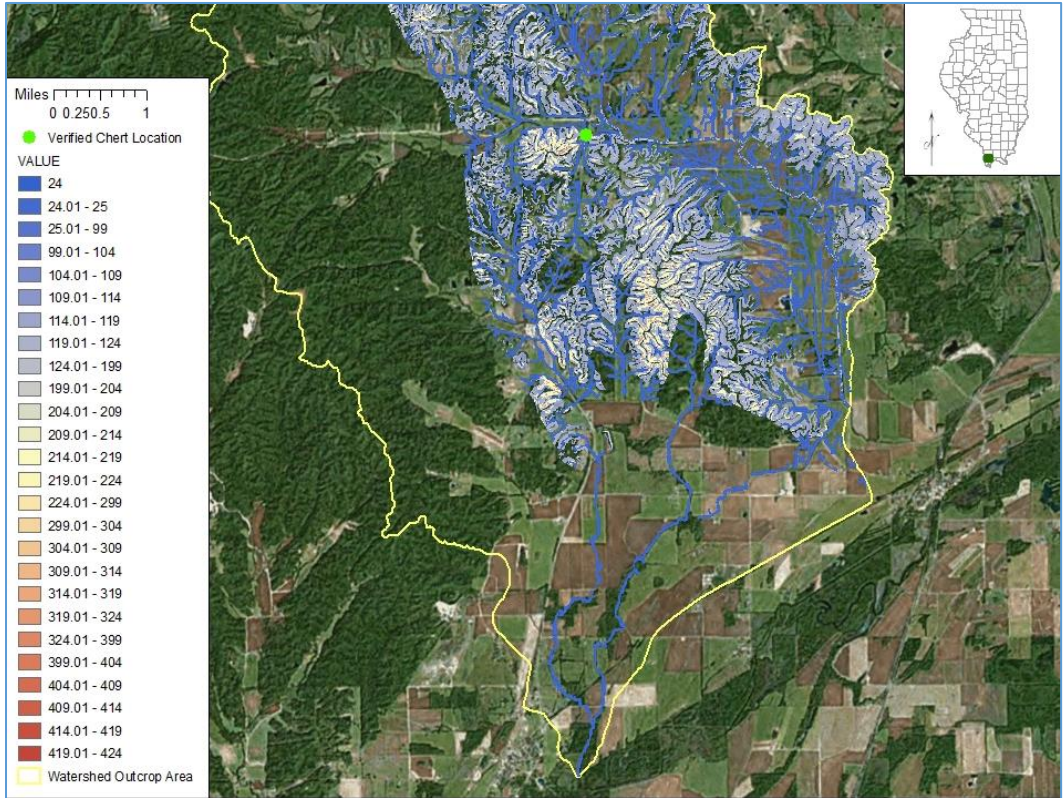 Miles
0 0.250.5 1
Verified Chert Location
VALUE
24
24.01 - 25
25.01 - 99
99.01 - 104
104.01 - 109
109.01 - 114
114.01 - 119
119.01 - 124
124.01 - 199
199.01 - 204
204.01 - 209
209.01 - 214
214.01 - 219
219.01 - 224
224.01 - 299
299.01 - 304
304.01 - 309
309.01 - 314
314.01 - 319
319.01 - 324
324.01 - 399
399.01 - 404
404.01 - 409
409.01 - 414
414.01 - 419
419.01 - 424
Watershed Outcrop Area